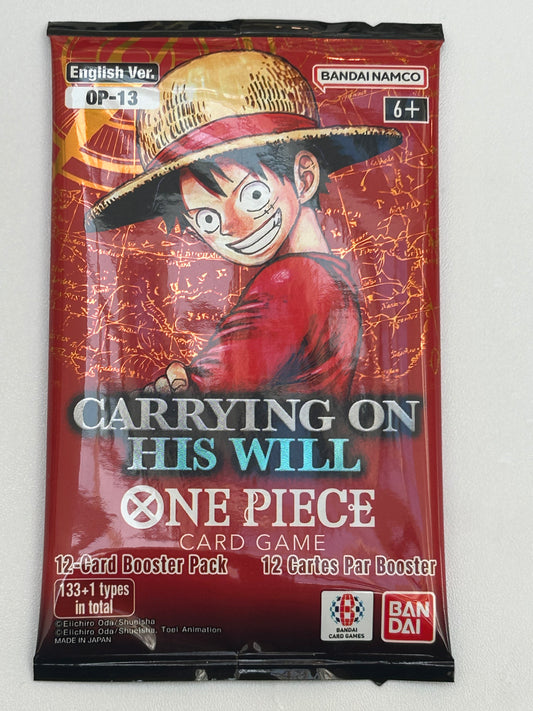 English Ver.
OP-13
BANDAI NAMCO
6+
CARRYING ON
HIS WILL
ONE PIECE
CARD GAME
12-Card Booster Pack
12 Cartes Par Booster
133+1 types
in total
©Eiichiro Oda/Shueisha
©Eiichiro Oda/Shueisha, Toei Animation
MADE IN JAPAN
BANDAI
CARD GAMES
BAN
DAI